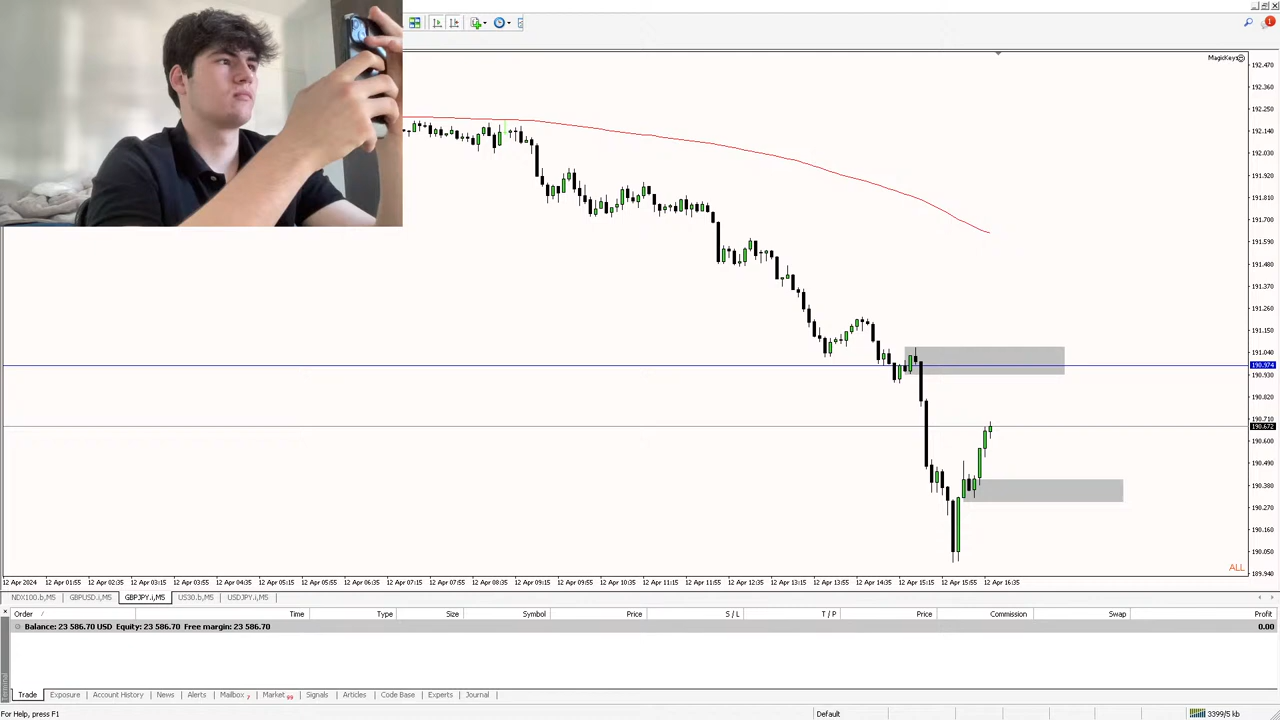 MagicKeys
192.470
192.360
192.250
192.140
192.030
191.920
191.810
191.700
191.590
191.480
191.370
191.260
191.150
191.040
190.974
190.930
190.820
190.710
190.672
190.600
190.490
190.380
190.270
190.160
190.050
189.940
ALL
12 Apr 2024 12 Apr 01:55 12 Apr 02:35 12 Apr 03:15 12 Apr 03:55 12 Apr 04:35 12 Apr 05:15 12 Apr 05:55 12 Apr 06:35 12 Apr 07:15 12 Apr 07:55 12 Apr 08:35 12 Apr 09:15 12 Apr 09:55 12 Apr 10:35 12 Apr 11:15 12 Apr 11:55 12 Apr 12:35 12 Apr 13:15 12 Apr 13:55 12 Apr 14:35 12 Apr 15:15 12 Apr 15:55 12 Apr 16:35
NDX100.b,M5 GBPUSD.i,M5 GBPJPY.i,M5 US30.b,M5 USDJPY.i,M5
Order / Time Type Size Symbol Price S / L T / P Price Commission Swap Profit
Balance: 23 586.70 USD Equity: 23 586.70 Free margin: 23 586.70 0.00
Terminal
Trade Exposure Account History News Alerts Mailbox 7 Market 99 Signals Articles Code Base Experts Journal
For Help, press F1 Default 3399/5 kb